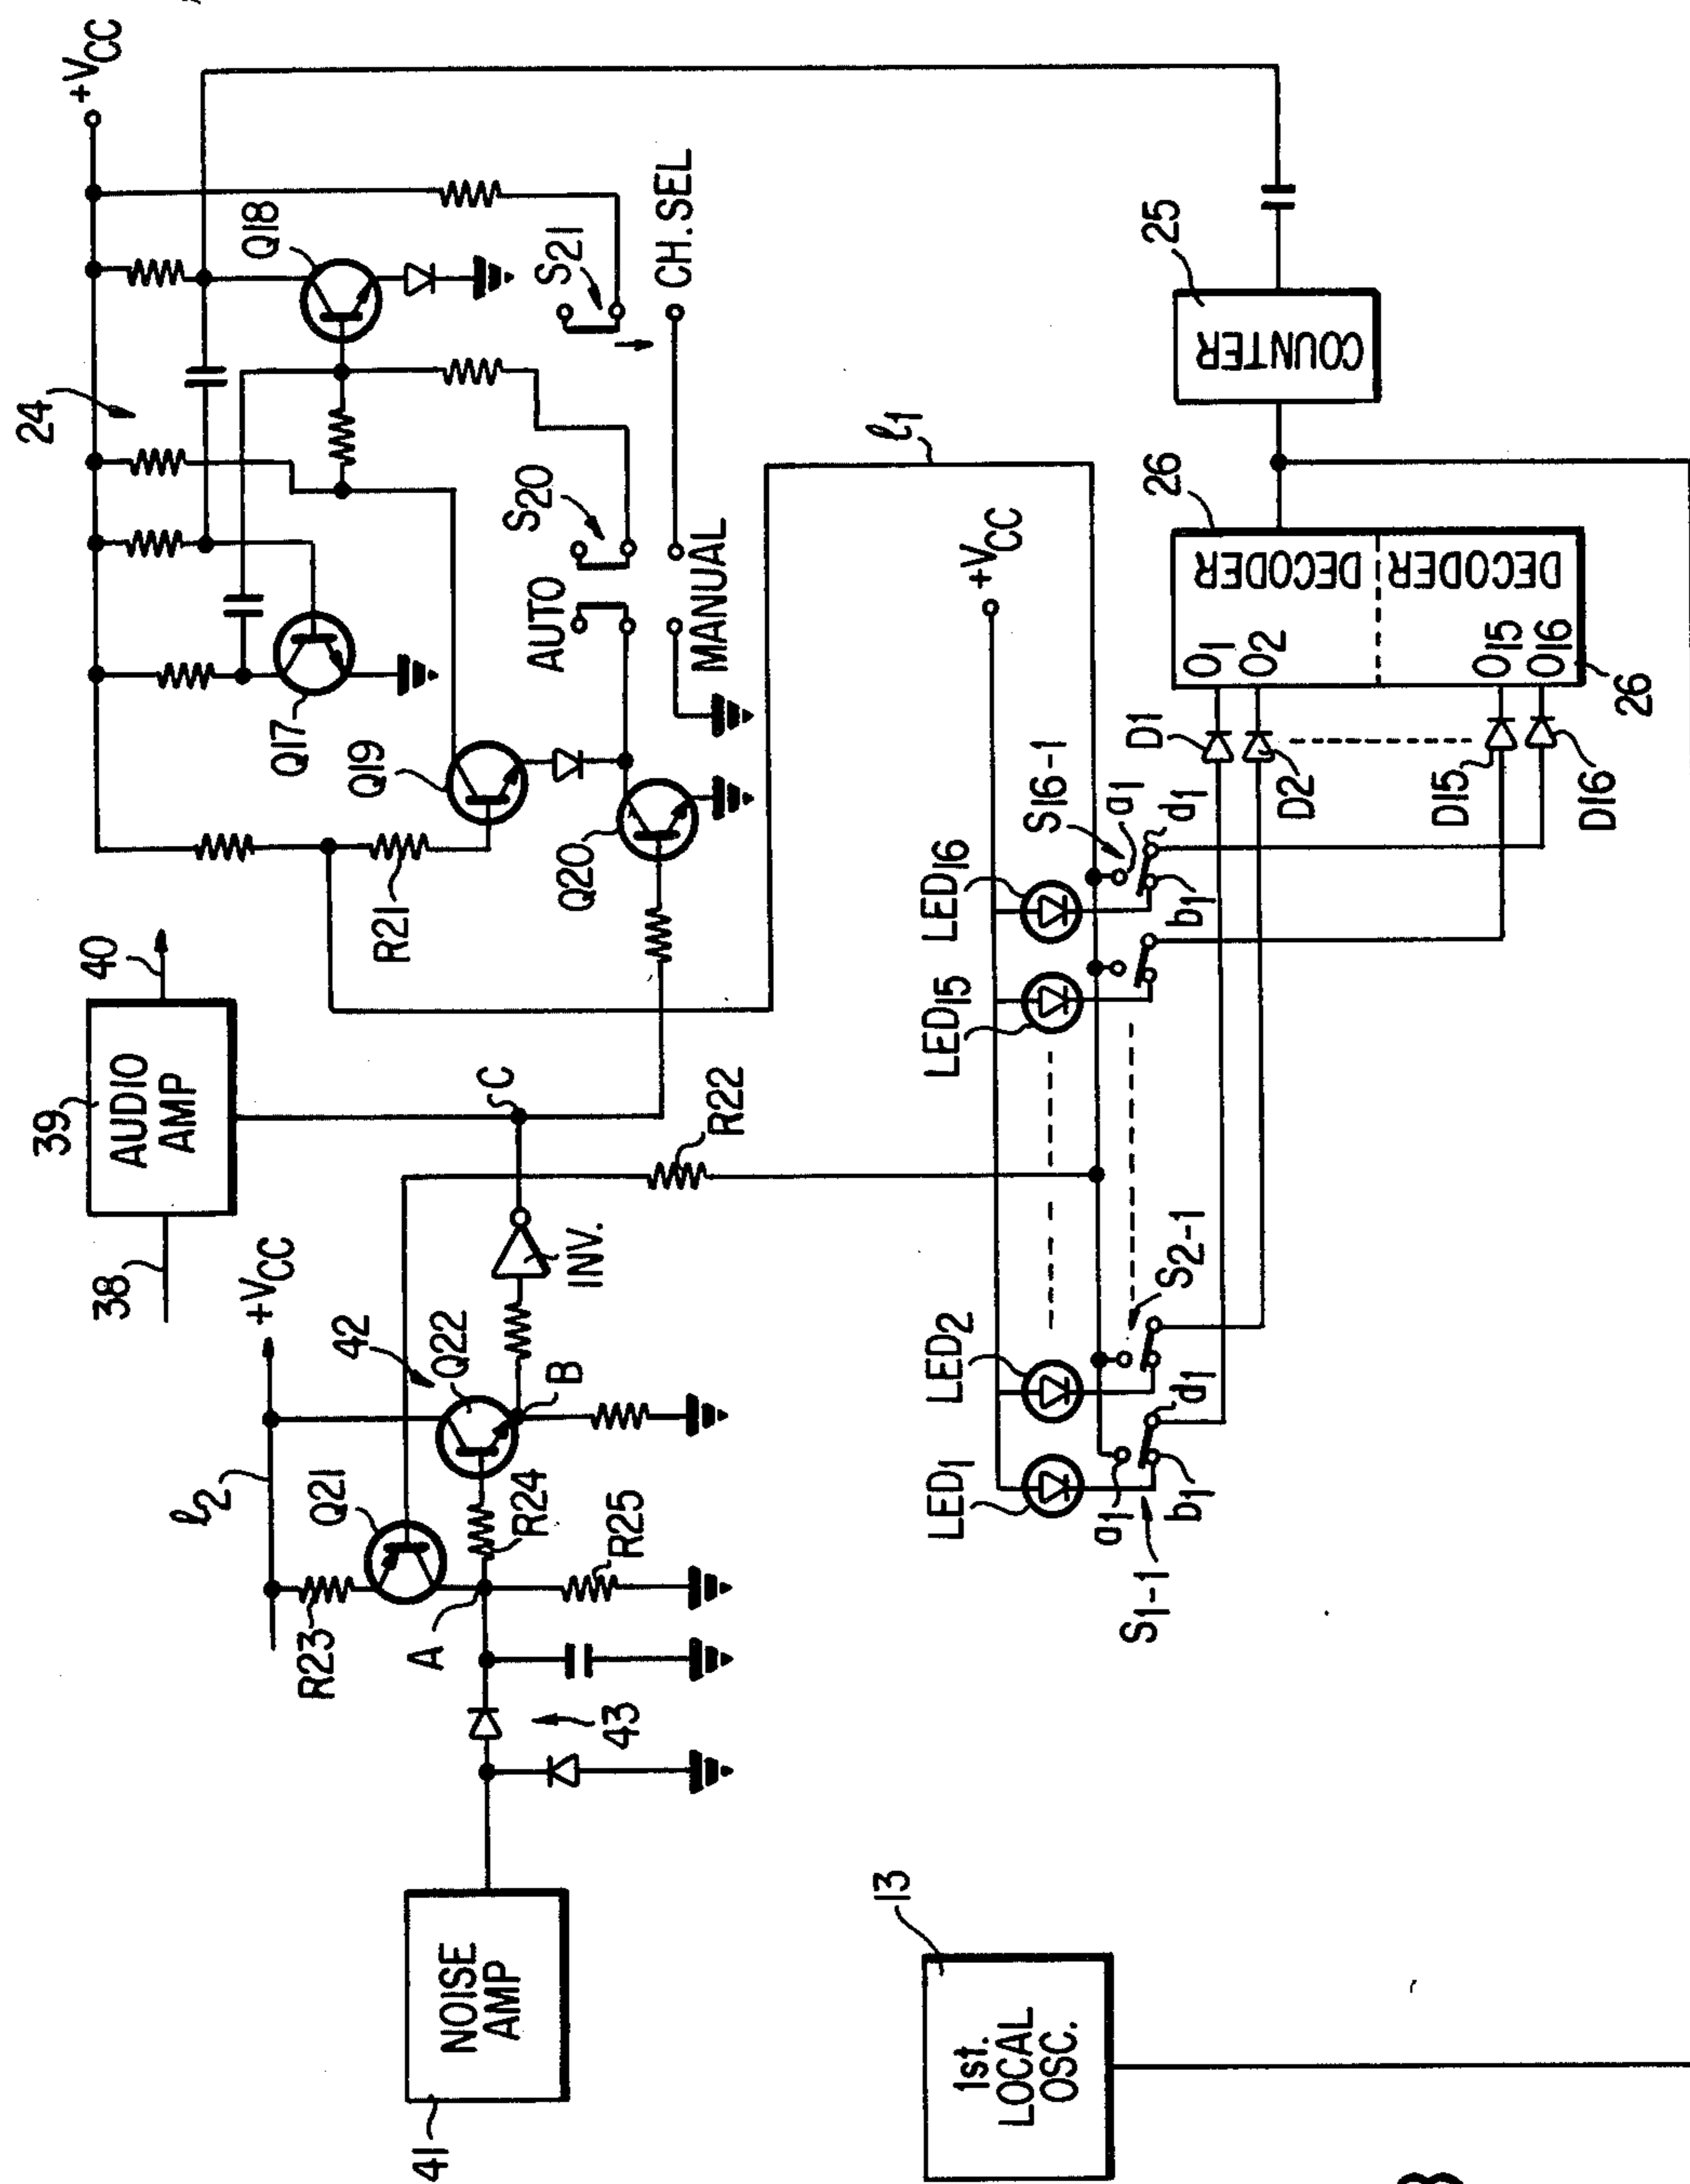 +VCC
24
Q18
S21
CH.SEL
S20
AUTO
MANUAL
Q17
Q19
R21
Q20
39
AUDIO
AMP
40
38
C
R22
INV.
l2
+VCC
42
Q22
B
Q21
R23
R24
R25
A
43
NOISE
AMP
41
l1
+VCC
25
COUNTER
26
DECODER
DECODER
O1
O2
O15
O16
26
D1
D2
D15
D16
S16-1
a1
d1
b1
LED16
LED15
LED2
LED1
S2-1
d1
a1
b1
S1-1
13
1st.
LOCAL
OSC.